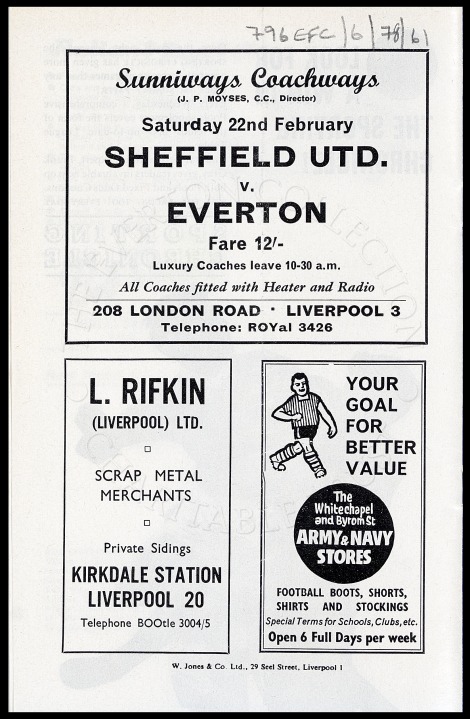 796EFC/6/78/61
Sunniways Coachways
(J. P. MOYSES, C.C., Director)
Saturday 22nd February
SHEFFIELD UTD.
v.
EVERTON
Fare 12/-
Luxury Coaches leave 10-30 a.m.
All Coaches fitted with Heater and Radio
208 LONDON ROAD · LIVERPOOL 3
Telephone: ROYal 3426
L. RIFKIN
(LIVERPOOL) LTD.
SCRAP METAL
MERCHANTS
Private Sidings
KIRKDALE STATION
LIVERPOOL 20
Telephone BOOtle 3004/5
YOUR
GOAL
FOR
BETTER
VALUE
The
Whitechapel
and Byrom St
ARMY & NAVY
STORES
FOOTBALL BOOTS, SHORTS,
SHIRTS AND STOCKINGS
Special Terms for Schools, Clubs, etc.
Open 6 Full Days per week
W. Jones & Co. Ltd., 29 Seel Street, Liverpool 1